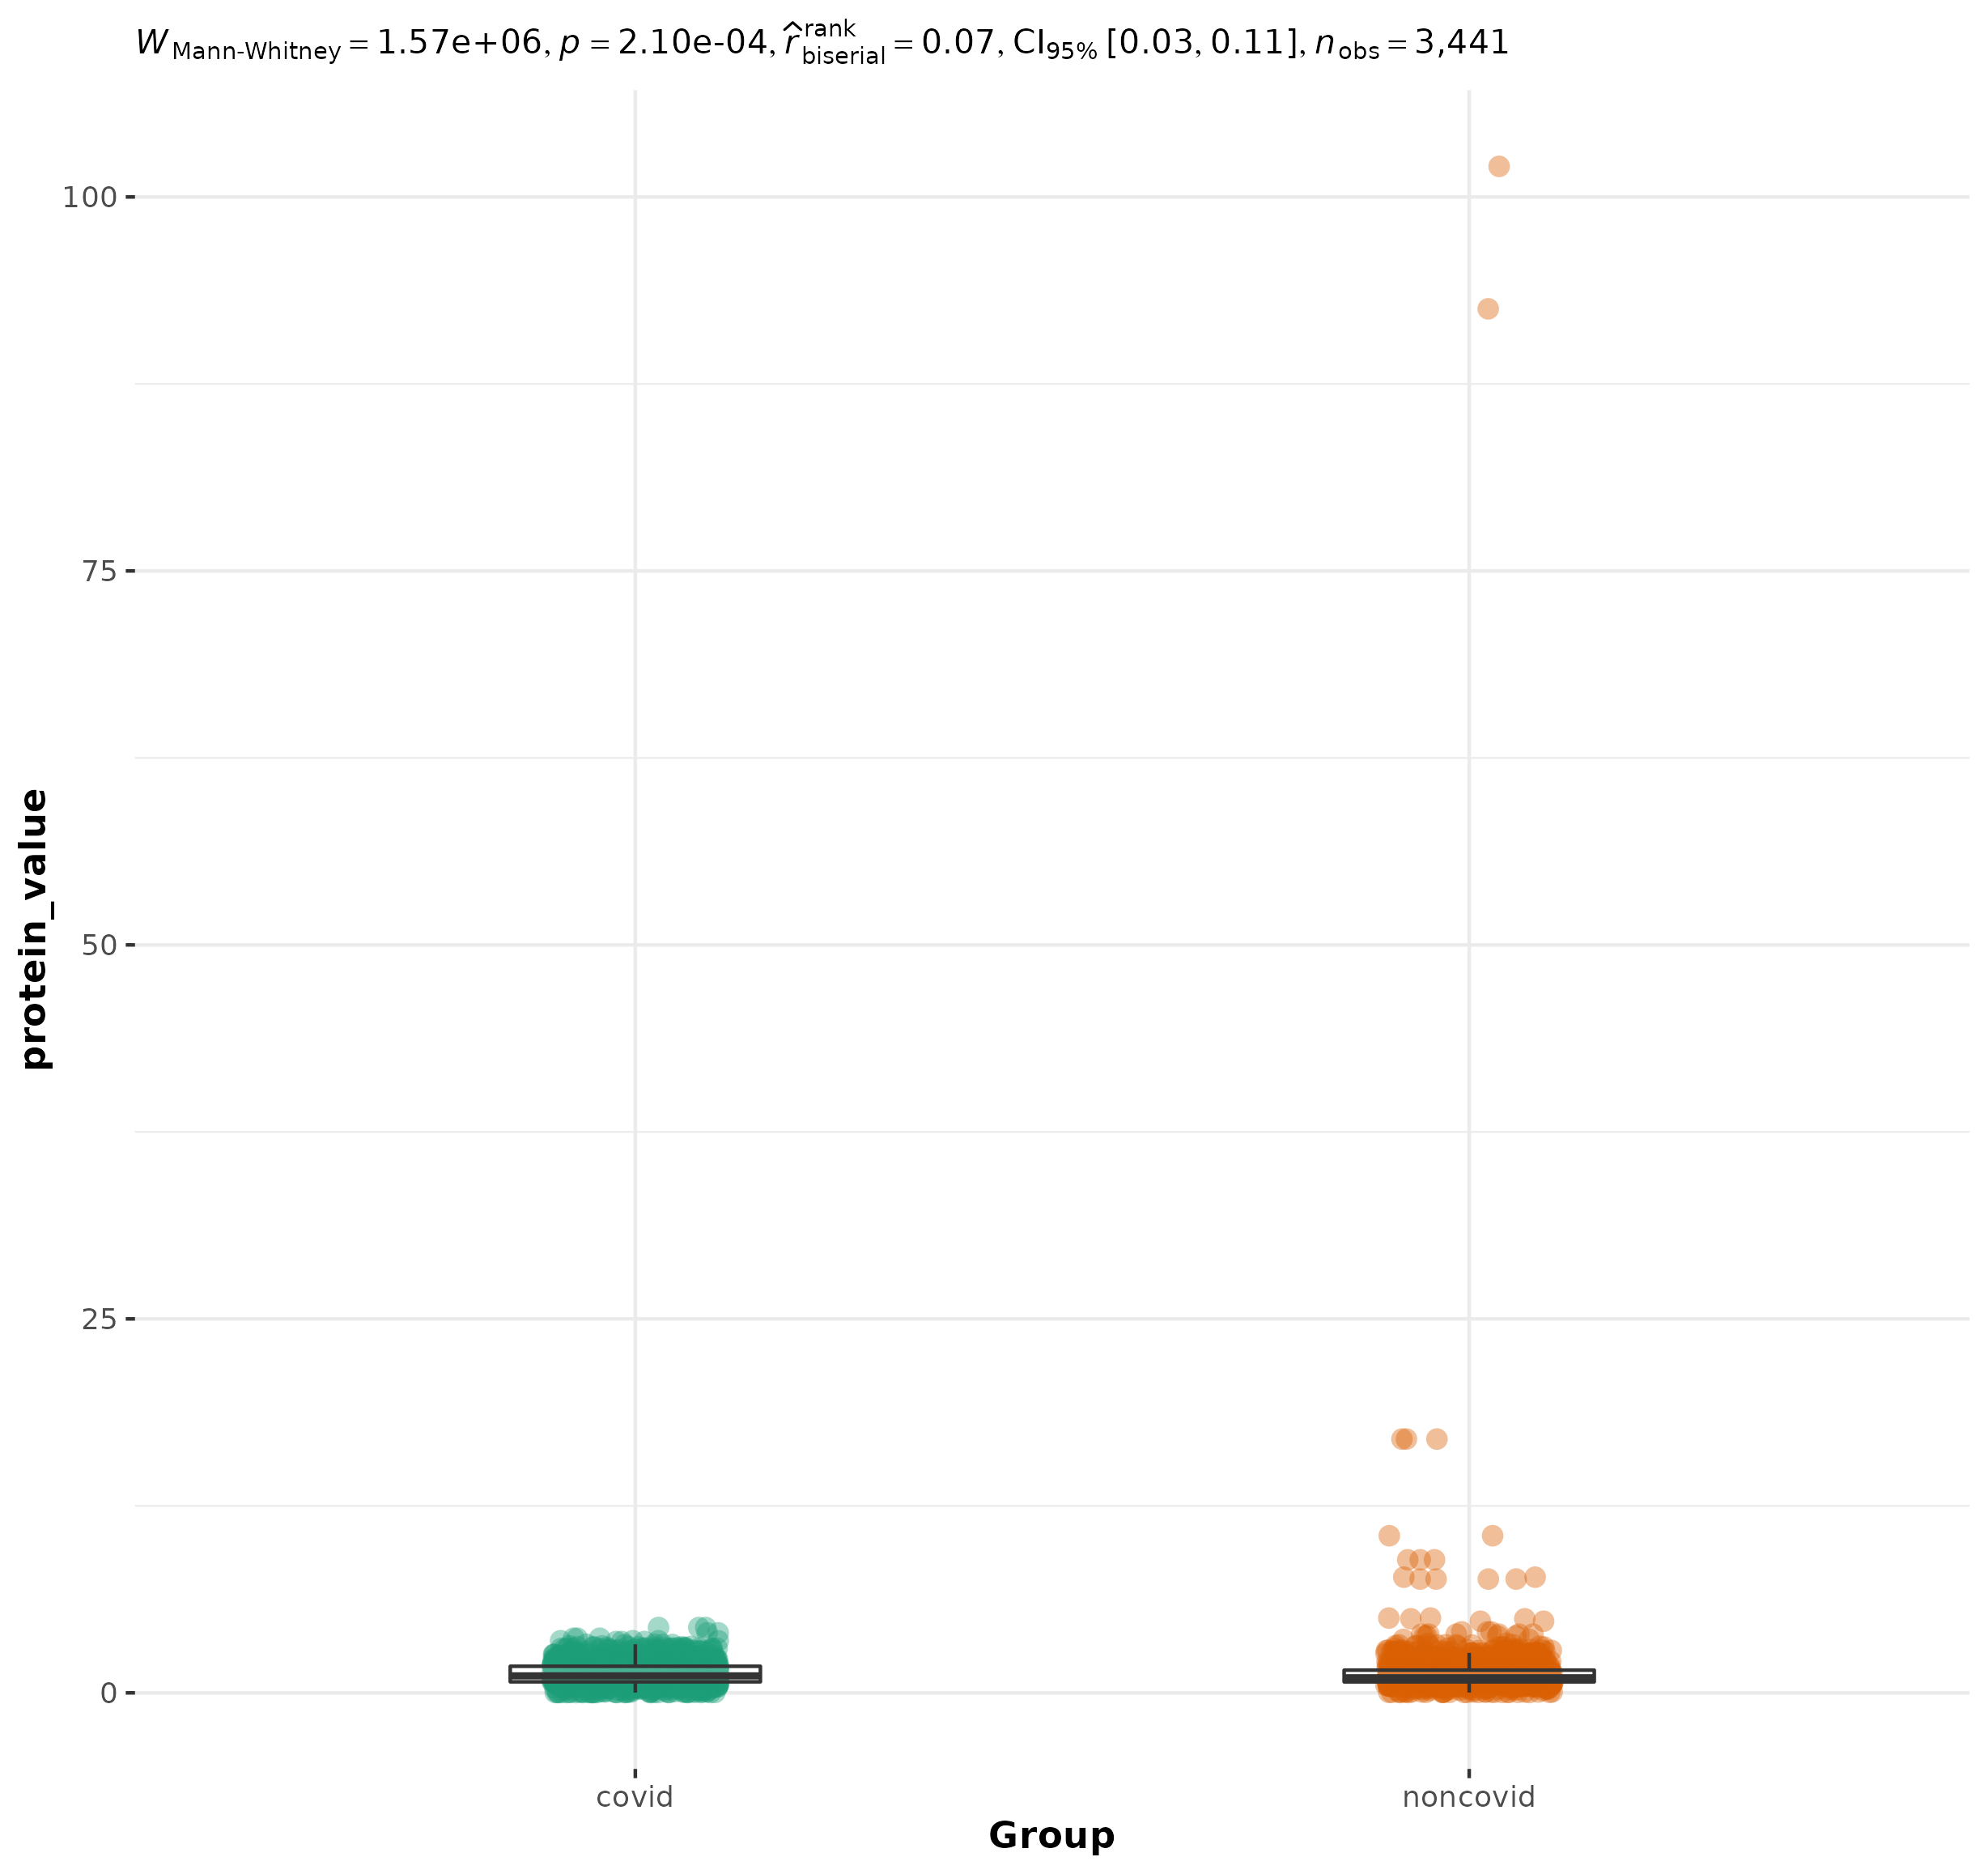 W Mann-Whitney = 1.57e+06, p = 2.10e-04, r̂ rank biserial = 0.07, CI95% [0.03, 0.11], n obs = 3,441
100
75
50
25
0
protein_value
covid noncovid
Group